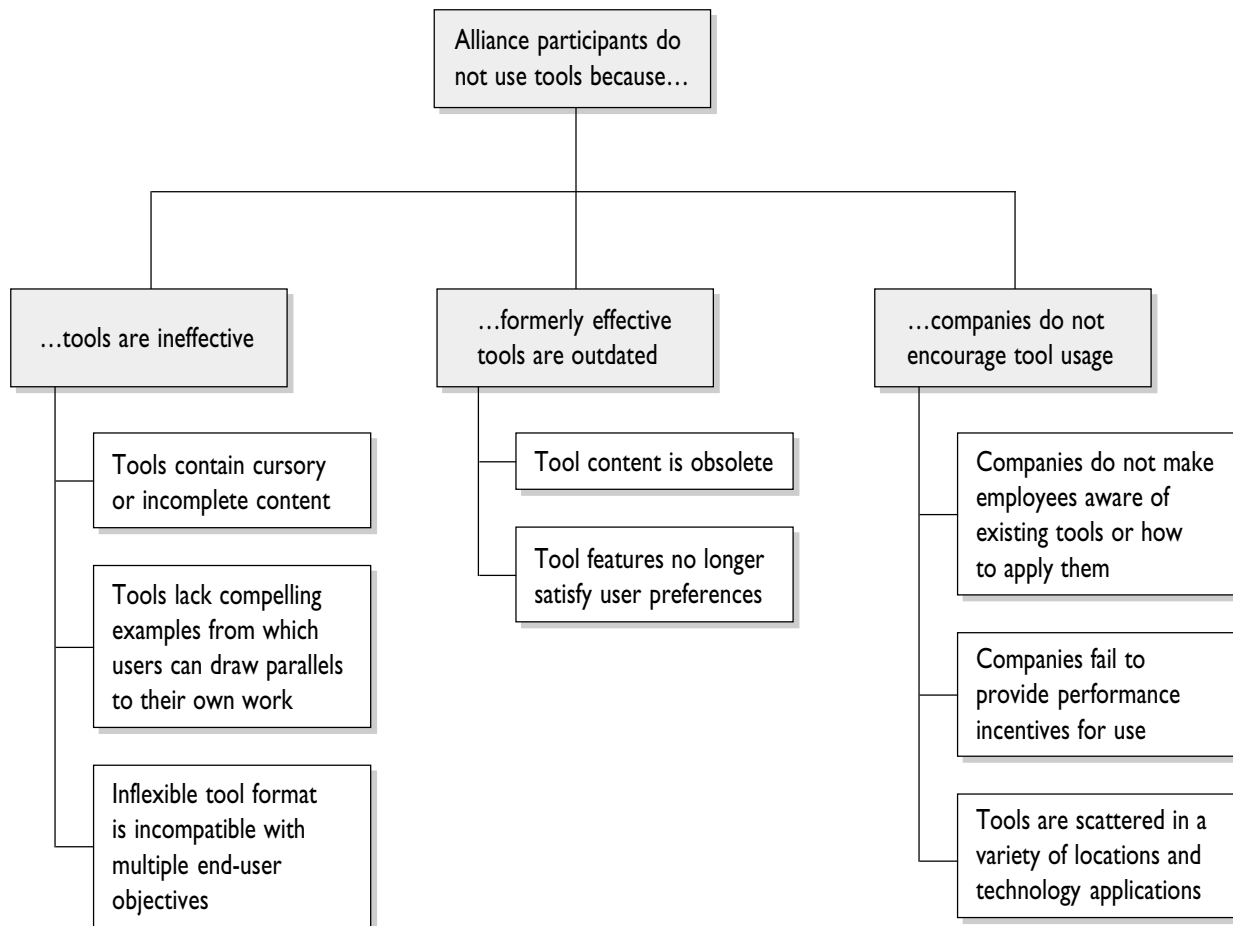 Alliance participants do
not use tools because…
…tools are ineffective
Tools contain cursory
or incomplete content
Tools lack compelling
examples from which
users can draw parallels
to their own work
Inflexible tool format
is incompatible with
multiple end-user
objectives
…formerly effective
tools are outdated
Tool content is obsolete
Tool features no longer
satisfy user preferences
…companies do not
encourage tool usage
Companies do not make
employees aware of
existing tools or how
to apply them
Companies fail to
provide performance
incentives for use
Tools are scattered in a
variety of locations and
technology applications